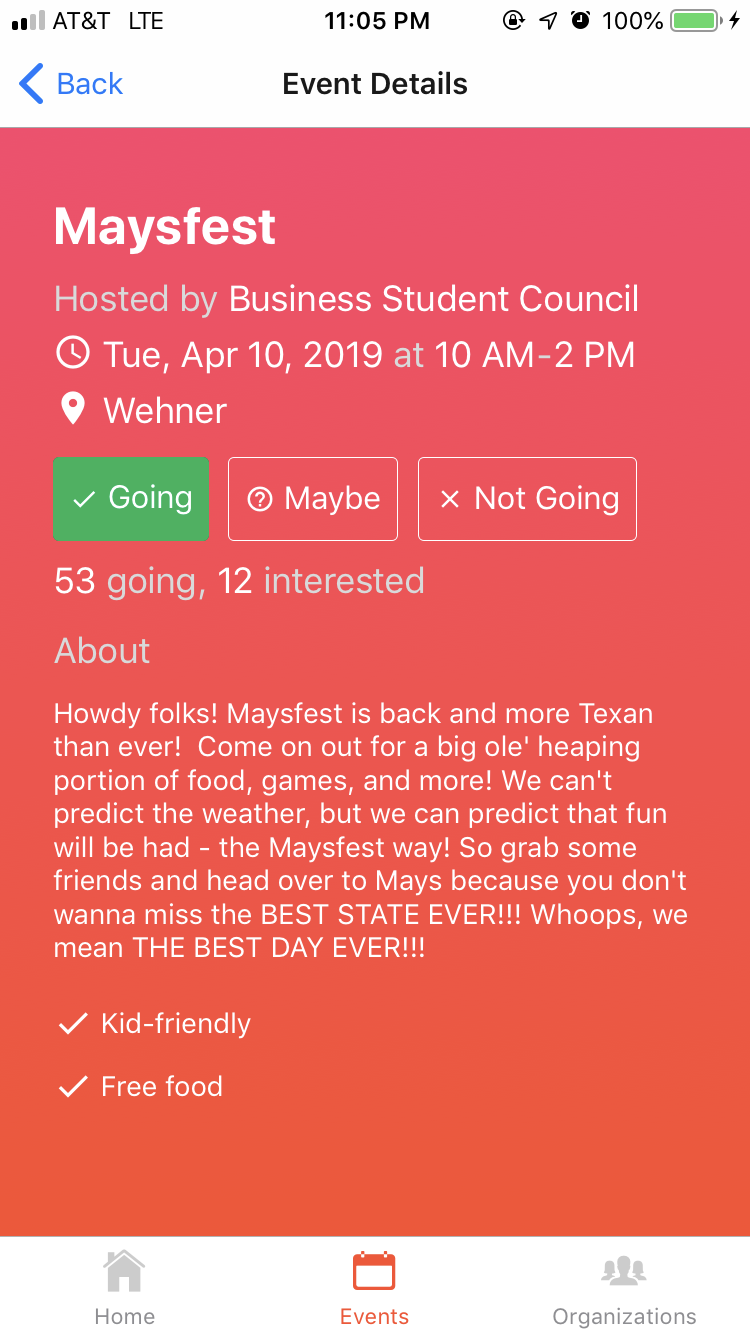 AT&T LTE 11:05 PM 100%
Back Event Details
Maysfest
Hosted by Business Student Council
Tue, Apr 10, 2019 at 10 AM-2 PM
Wehner
Going Maybe Not Going
53 going, 12 interested
About
Howdy folks! Maysfest is back and more Texan
than ever!  Come on out for a big ole' heaping
portion of food, games, and more! We can't
predict the weather, but we can predict that fun
will be had - the Maysfest way! So grab some
friends and head over to Mays because you don't
wanna miss the BEST STATE EVER!!! Whoops, we
mean THE BEST DAY EVER!!!
Kid-friendly
Free food
Home Events Organizations